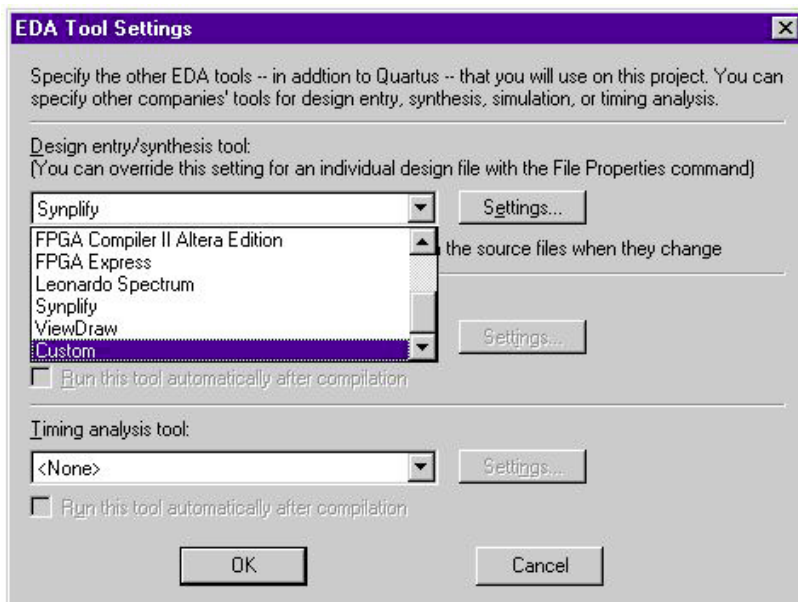 EDA Tool Settings
Specify the other EDA tools -- in addtion to Quartus -- that you will use on this project. You can
specify other companies' tools for design entry, synthesis, simulation, or timing analysis.
Design entry/synthesis tool:
(You can override this setting for an individual design file with the File Properties command)
Synplify
Settings...
FPGA Compiler II Altera Edition
the source files when they change
FPGA Express
Leonardo Spectrum
Synplify
ViewDraw
Custom
Settings...
Run this tool automatically after compilation
Timing analysis tool:
<None>
Settings...
Run this tool automatically after compilation
OK
Cancel